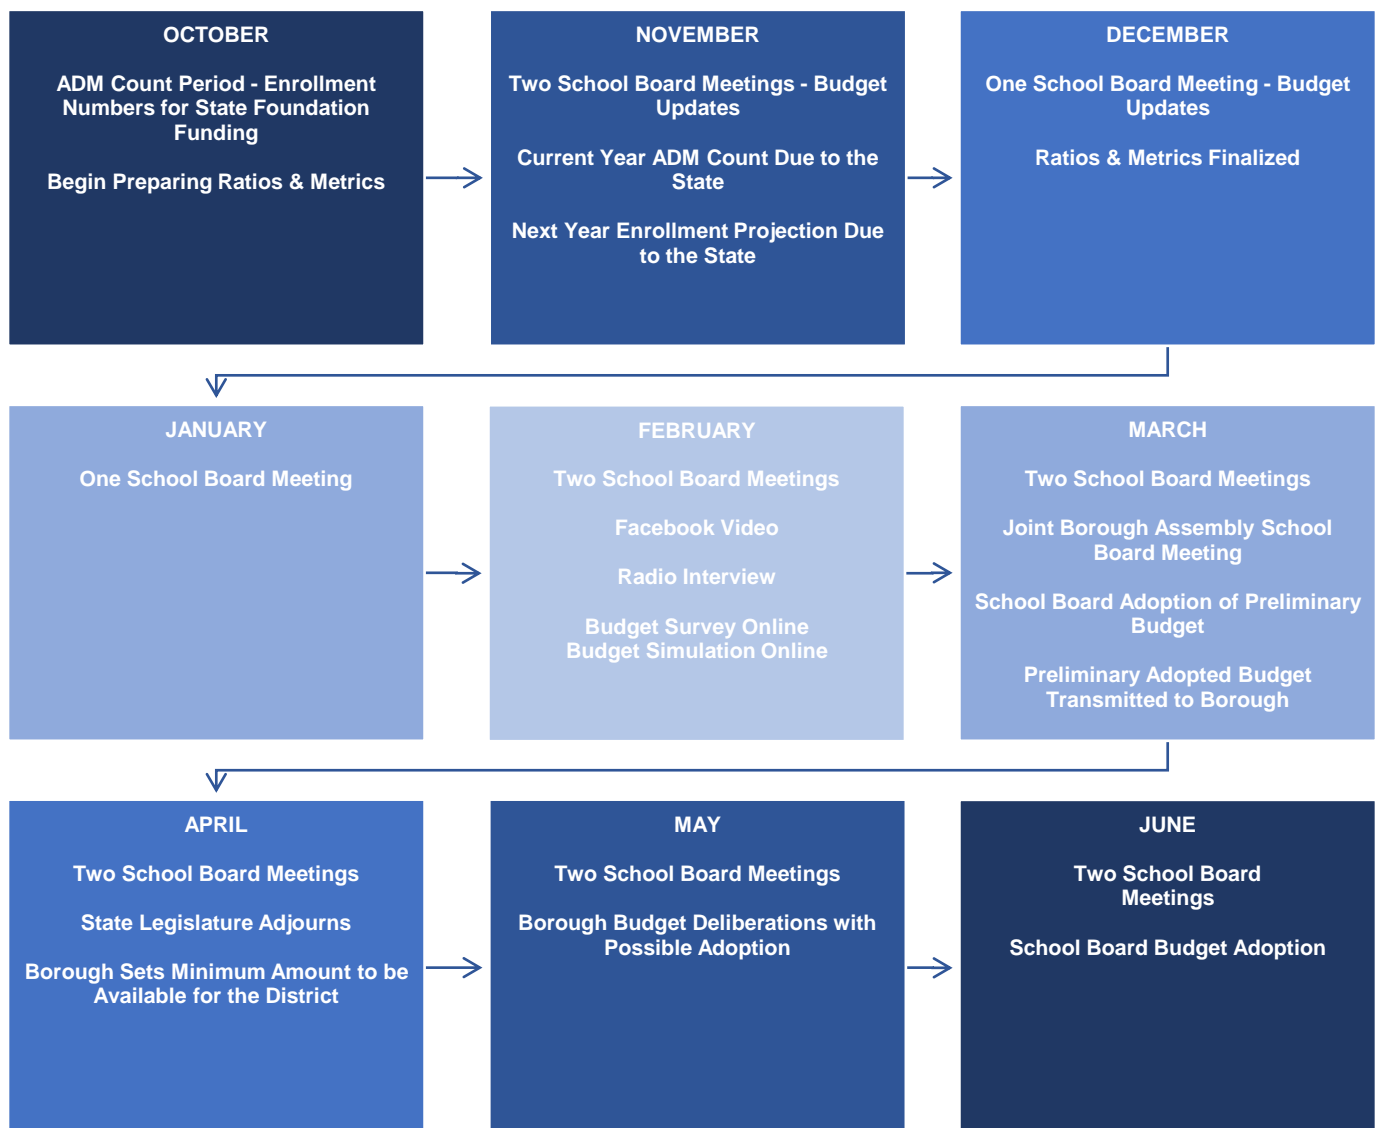 OCTOBER
ADM Count Period - Enrollment
Numbers for State Foundation
Funding
Begin Preparing Ratios & Metrics
NOVEMBER
Two School Board Meetings - Budget
Updates
Current Year ADM Count Due to the
State
Next Year Enrollment Projection Due
to the State
DECEMBER
One School Board Meeting - Budget
Updates
Ratios & Metrics Finalized
JANUARY
One School Board Meeting
FEBRUARY
Two School Board Meetings
Facebook Video
Radio Interview
Budget Survey Online
Budget Simulation Online
MARCH
Two School Board Meetings
Joint Borough Assembly School
Board Meeting
School Board Adoption of Preliminary
Budget
Preliminary Adopted Budget
Transmitted to Borough
APRIL
Two School Board Meetings
State Legislature Adjourns
Borough Sets Minimum Amount to be
Available for the District
MAY
Two School Board Meetings
Borough Budget Deliberations with
Possible Adoption
JUNE
Two School Board
Meetings
School Board Budget Adoption